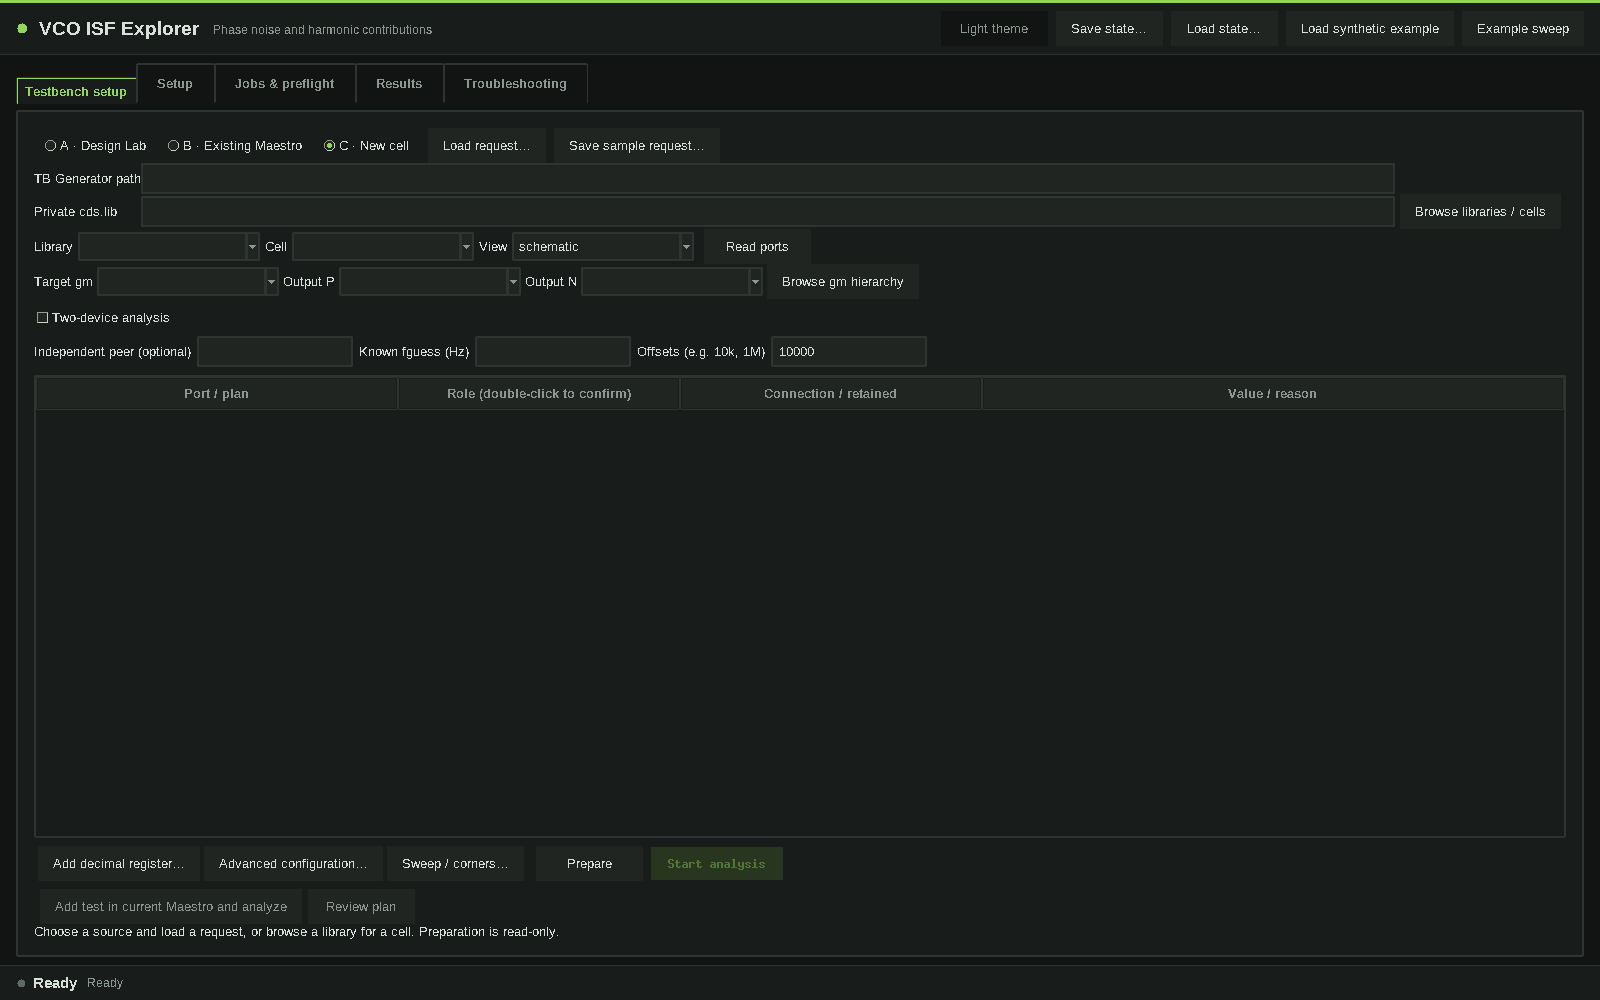 VCO ISF Explorer Phase noise and harmonic contributions Light theme Save state... Load state... Load synthetic example Example sweep
Testbench setup Setup Jobs & preflight Results Troubleshooting
A · Design Lab B · Existing Maestro C · New cell Load request... Save sample request...
TB Generator path
Private cds.lib Browse libraries / cells
Library Cell View schematic Read ports
Target gm Output P Output N Browse gm hierarchy
Two-device analysis
Independent peer (optional) Known fguess (Hz) Offsets (e.g. 10k, 1M) 10000
Port / plan Role (double-click to confirm) Connection / retained Value / reason
Add decimal register... Advanced configuration... Sweep / corners... Prepare Start analysis
Add test in current Maestro and analyze Review plan
Choose a source and load a request, or browse a library for a cell. Preparation is read-only.
Ready Ready